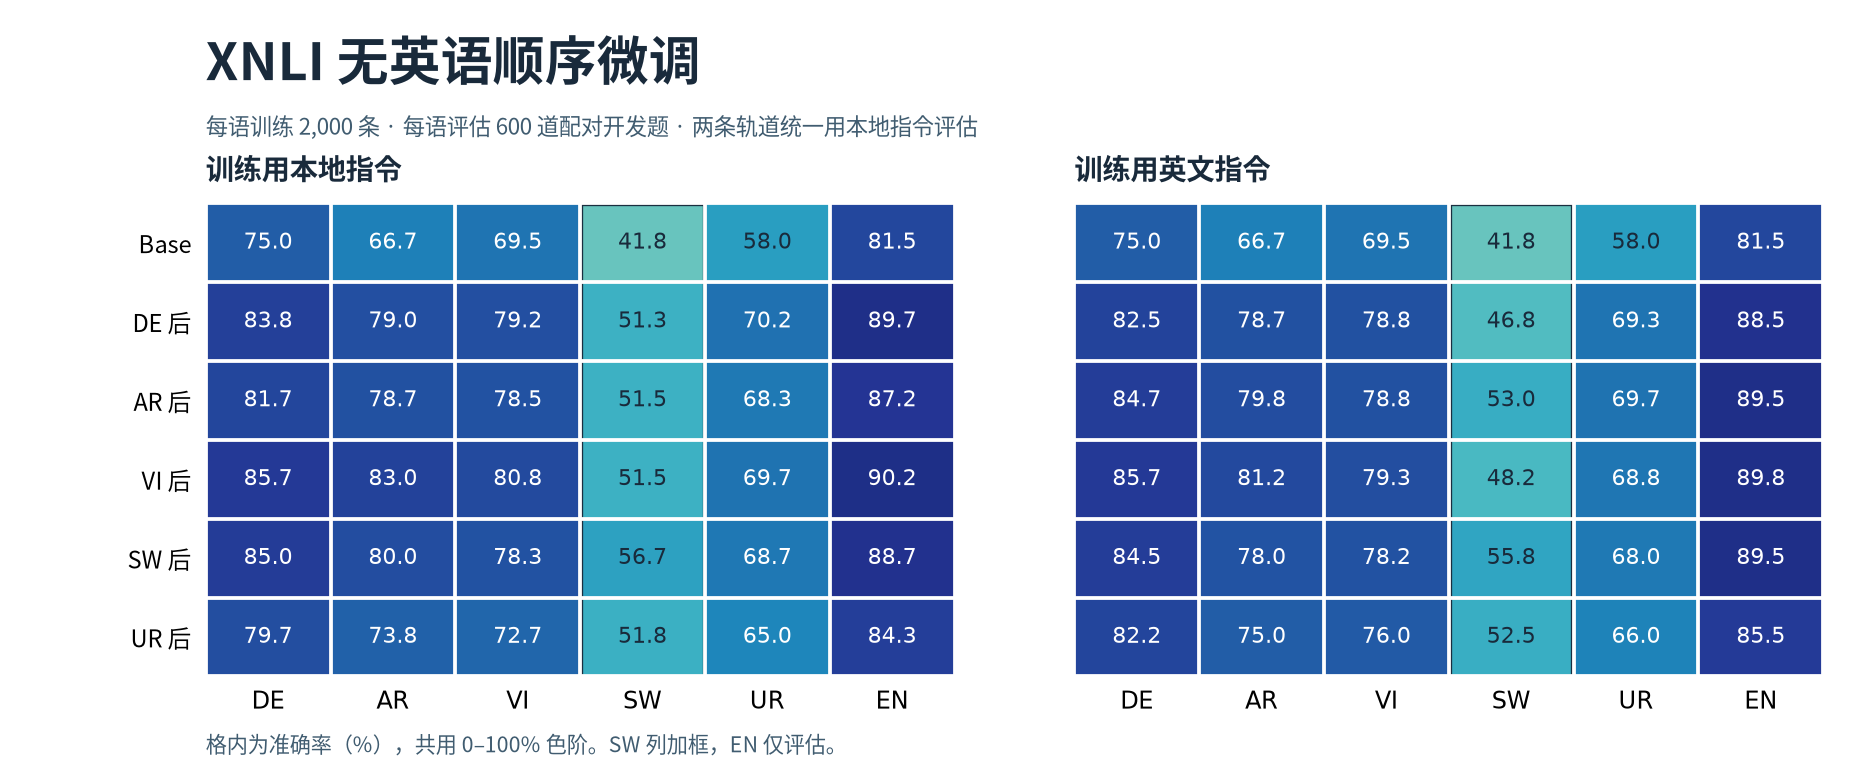 XNLI 无英语顺序微调
每语训练 2,000 条 · 每语评估 600 道配对开发题 · 两条轨道统一用本地指令评估
训练用本地指令
Base 75.0 66.7 69.5 41.8 58.0 81.5
DE 后 83.8 79.0 79.2 51.3 70.2 89.7
AR 后 81.7 78.7 78.5 51.5 68.3 87.2
VI 后 85.7 83.0 80.8 51.5 69.7 90.2
SW 后 85.0 80.0 78.3 56.7 68.7 88.7
UR 后 79.7 73.8 72.7 51.8 65.0 84.3
DE AR VI SW UR EN
训练用英文指令
75.0 66.7 69.5 41.8 58.0 81.5
82.5 78.7 78.8 46.8 69.3 88.5
84.7 79.8 78.8 53.0 69.7 89.5
85.7 81.2 79.3 48.2 68.8 89.8
84.5 78.0 78.2 55.8 68.0 89.5
82.2 75.0 76.0 52.5 66.0 85.5
DE AR VI SW UR EN
格内为准确率（%），共用 0–100% 色阶。SW 列加框，EN 仅评估。